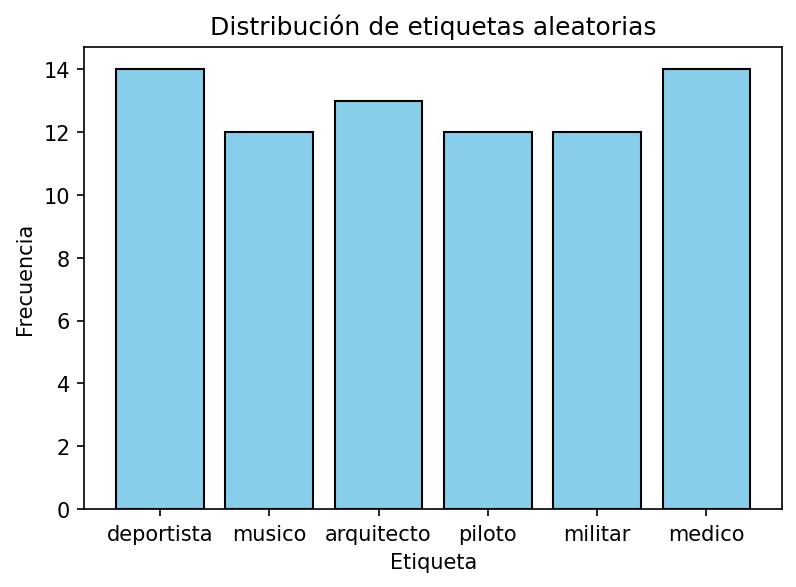 Distribución de etiquetas aleatorias
Frecuencia
14
12
10
8
6
4
2
0
deportista musico arquitecto piloto militar medico
Etiqueta